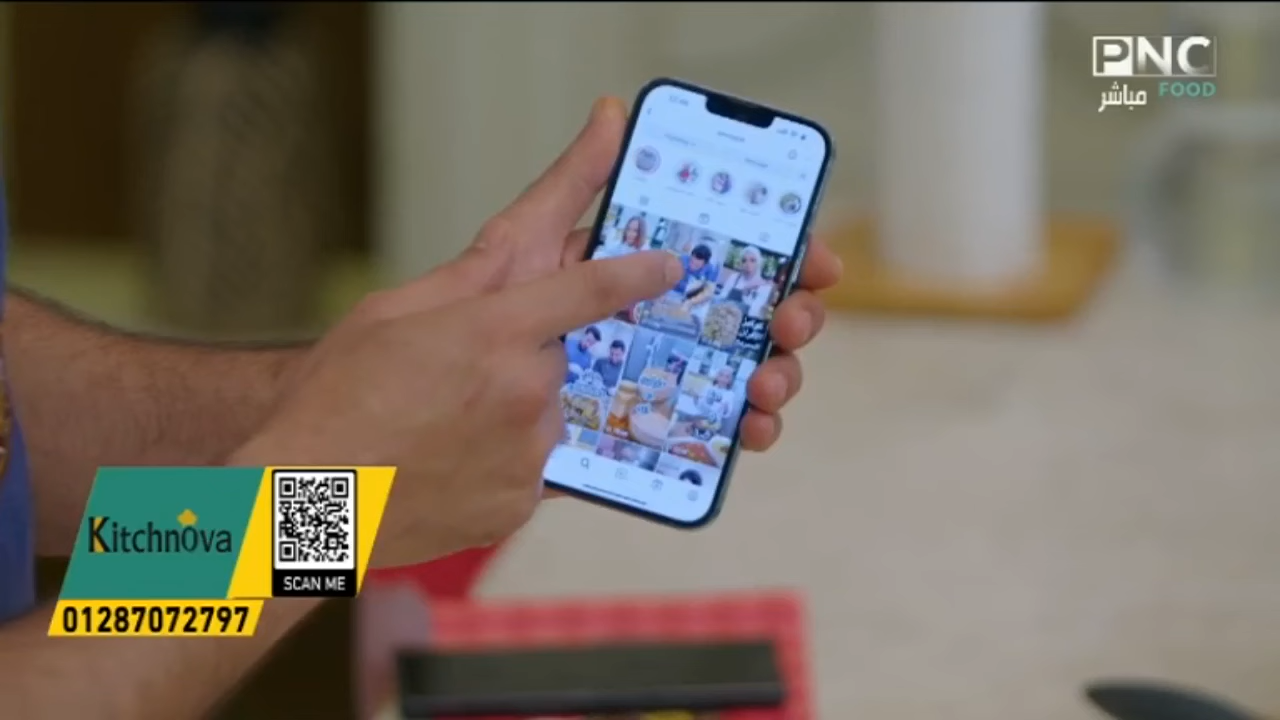 PNC
FOOD
مباشر
Kitchnova
SCAN ME
01287072797